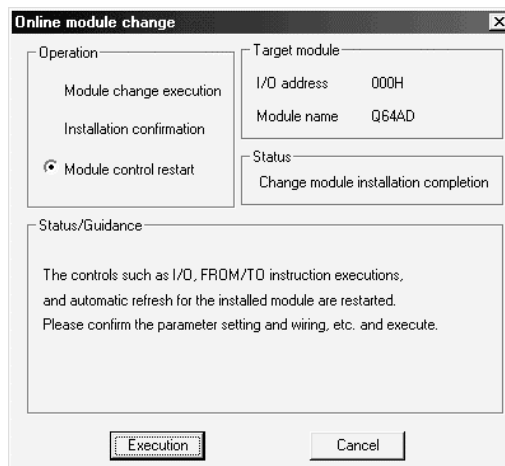 Online module change
Operation
Module change execution
Installation confirmation
Module control restart
Target module
I/O address 000H
Module name Q64AD
Status
Change module installation completion
Status/Guidance
The controls such as I/O, FROM/TO instruction executions,
and automatic refresh for the installed module are restarted.
Please confirm the parameter setting and wiring, etc. and execute.
Execution
Cancel